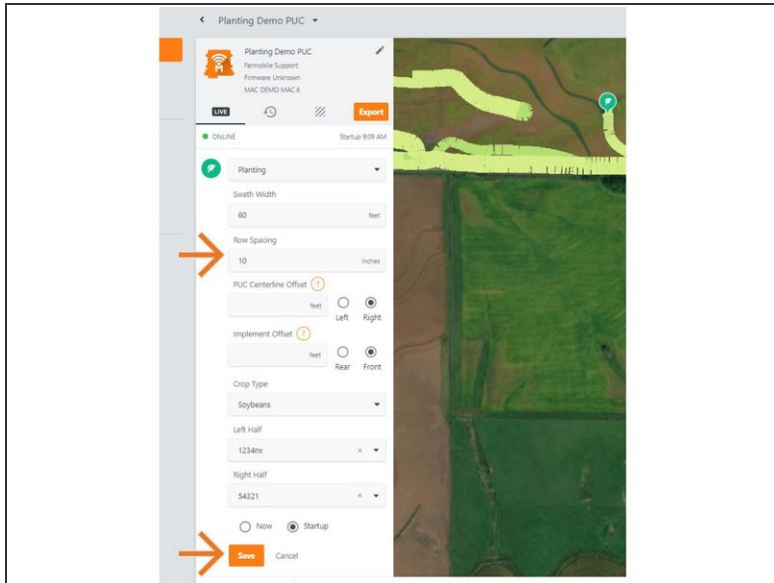 Planting Demo PUC
Planting Demo PUC
Farmobile Support
Firmware Unknown
MAC DEMO MAC 6
LIVE
Export
ONLINE
Startup 9:09 AM
Planting
Swath Width
60 feet
Row Spacing
10 inches
PUC Centerline Offset ?
feet
Left Right
Implement Offset ?
feet
Rear Front
Crop Type
Soybeans
Left Half
1234nx
Right Half
54321
Now Startup
Save Cancel